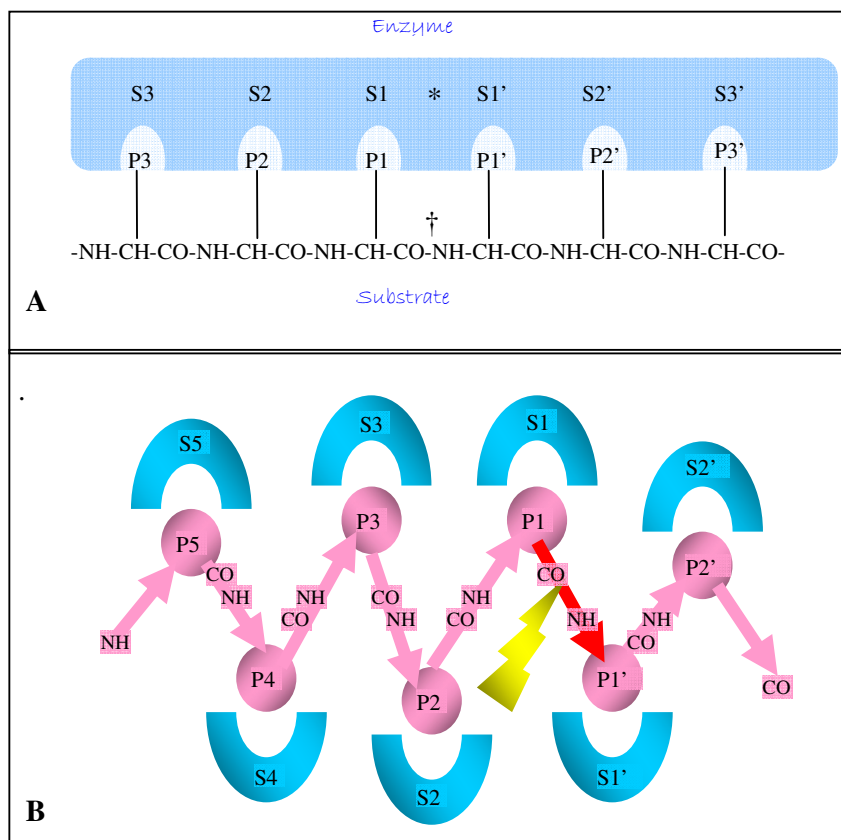 Enzyme
S3 S2 S1 * S1’ S2’ S3’
P3 P2 P1 P1’ P2’ P3’
†
-NH-CH-CO-NH-CH-CO-NH-CH-CO-NH-CH-CO-NH-CH-CO-NH-CH-CO-
Substrate
A
.
S5 S3 S1 S2’
P5 P3 P1 P2’
CO NH NH CO CO NH CO NH CO NH CO NH
NH CO
P4 P2 P1’
S4 S2 S1’
B